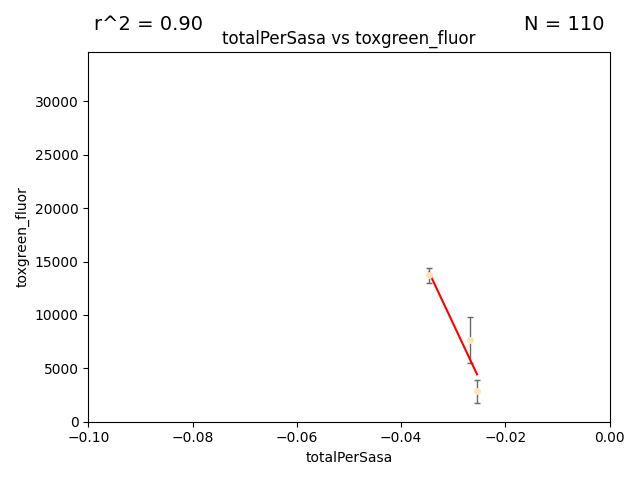 r^2 = 0.90
N = 110
totalPerSasa vs toxgreen_fluor
30000
25000
20000
15000
10000
5000
0
toxgreen_fluor
−0.10
−0.08
−0.06
−0.04
−0.02
0.00
totalPerSasa